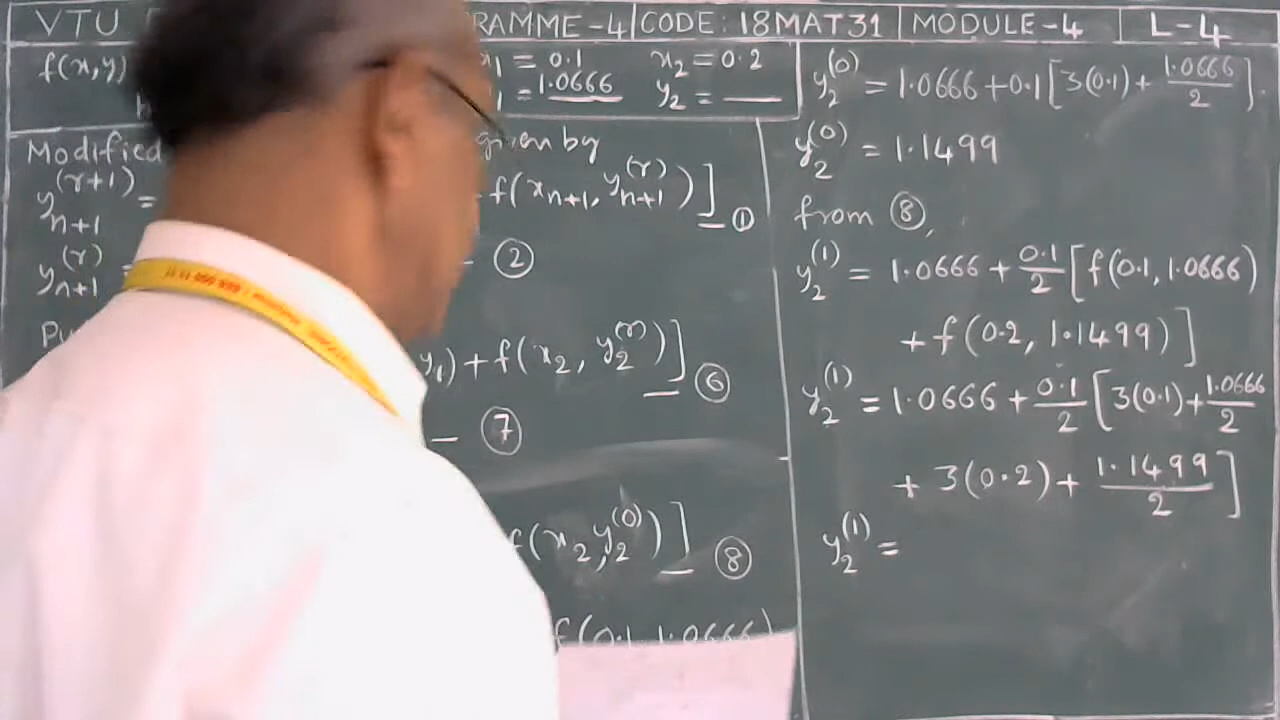 VTU RAMME-4 CODE: 18MAT31 MODULE-4 L-4
f(x,y) x₁ = 0.1 x₂ = 0.2
= 1.0666 y₂ = ___
Modified given by
y_{n+1}^{(r+1)} = f(x_{n+1}, y_{n+1}^{(r)})] — ①
y_{n+1}^{(r)} — ②
y₁) + f(x₂, y₂^{(r)})] — ⑥
— ⑦
f(x₂, y₂^{(0)})] — ⑧
f(0.1, 1.0666)
y₂^{(0)} = 1.0666 + 0.1 [3(0.1) + 1.0666/2].
y₂^{(0)} = 1.1499
from ⑧,
y₂^{(1)} = 1.0666 + 0.1/2 [f(0.1, 1.0666)
+ f(0.2, 1.1499)]
y₂^{(1)} = 1.0666 + 0.1/2 [3(0.1) + 1.0666/2
+ 3(0.2) + 1.1499/2]
y₂^{(1)} =